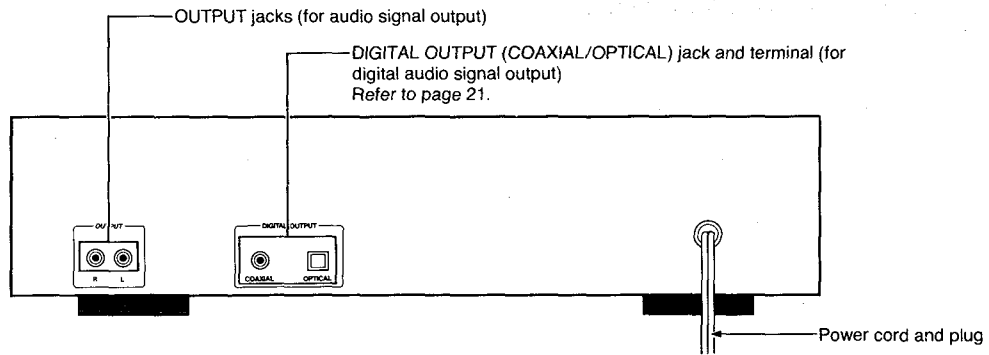 OUTPUT jacks (for audio signal output)
DIGITAL OUTPUT (COAXIAL/OPTICAL) jack and terminal (for
digital audio signal output)
Refer to page 21.
OUTPUT
DIGITAL OUTPUT
R L
COAXIAL OPTICAL
Power cord and plug